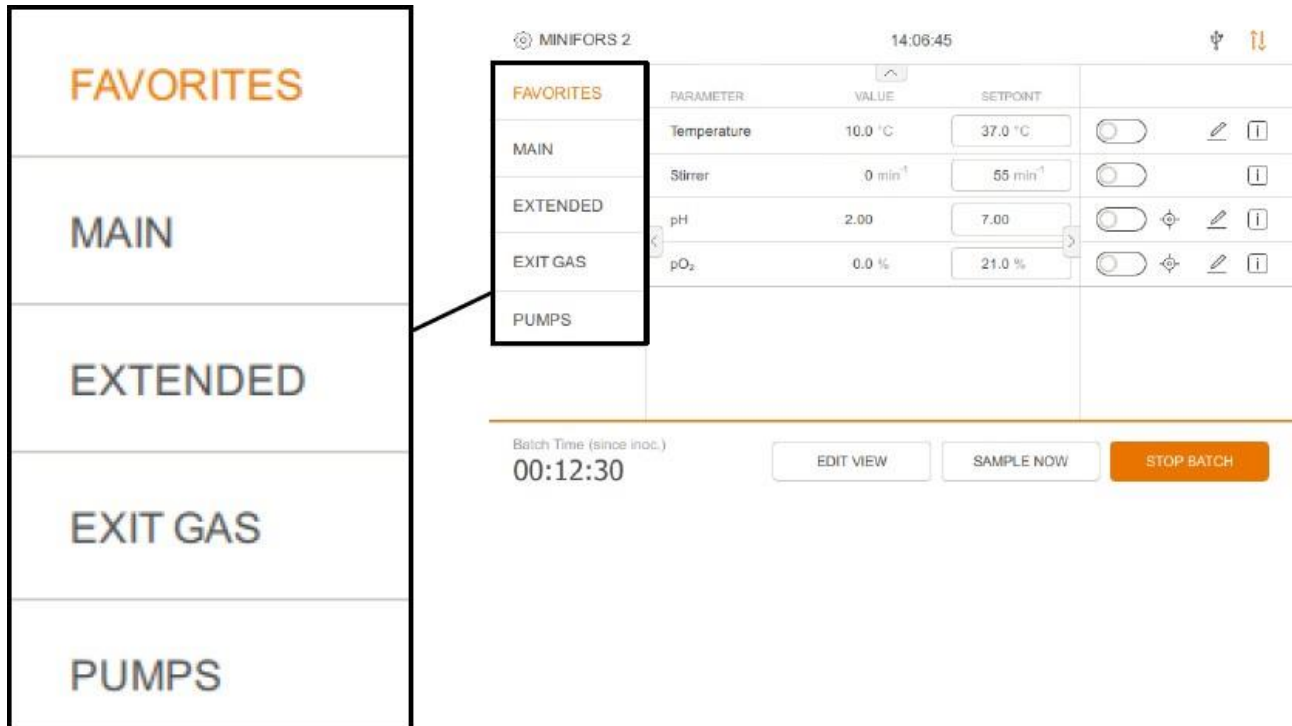 FAVORITES
MAIN
EXTENDED
EXIT GAS
PUMPS
MINIFORS 2 14:06:45
FAVORITES
MAIN
EXTENDED
EXIT GAS
PUMPS
PARAMETER VALUE SETPOINT
Temperature 10.0 °C 37.0 °C
Stirrer 0 min⁻¹ 55 min⁻¹
pH 2.00 7.00
pO₂ 0.0 % 21.0 %
Batch Time (since inoc.)
00:12:30
EDIT VIEW SAMPLE NOW STOP BATCH